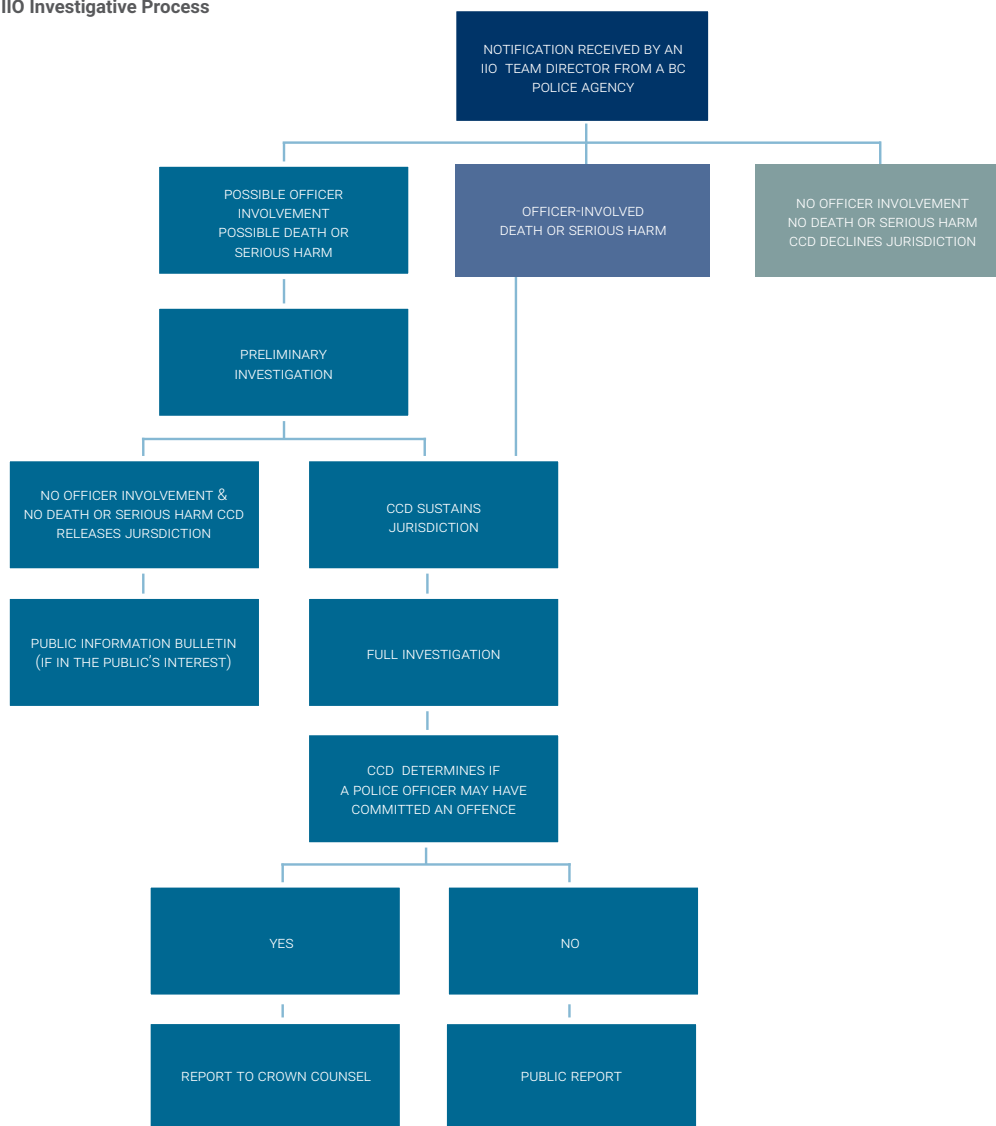 IIO Investigative Process
NOTIFICATION RECEIVED BY AN
IIO TEAM DIRECTOR FROM A BC
POLICE AGENCY
POSSIBLE OFFICER
INVOLVEMENT
POSSIBLE DEATH OR
SERIOUS HARM
OFFICER-INVOLVED
DEATH OR SERIOUS HARM
NO OFFICER INVOLVEMENT
NO DEATH OR SERIOUS HARM
CCD DECLINES JURISDICTION
PRELIMINARY
INVESTIGATION
NO OFFICER INVOLVEMENT &
NO DEATH OR SERIOUS HARM CCD
RELEASES JURSDICTION
CCD SUSTAINS
JURISDICTION
PUBLIC INFORMATION BULLETIN
(IF IN THE PUBLIC'S INTEREST)
FULL INVESTIGATION
CCD DETERMINES IF
A POLICE OFFICER MAY HAVE
COMMITTED AN OFFENCE
YES
NO
REPORT TO CROWN COUNSEL
PUBLIC REPORT